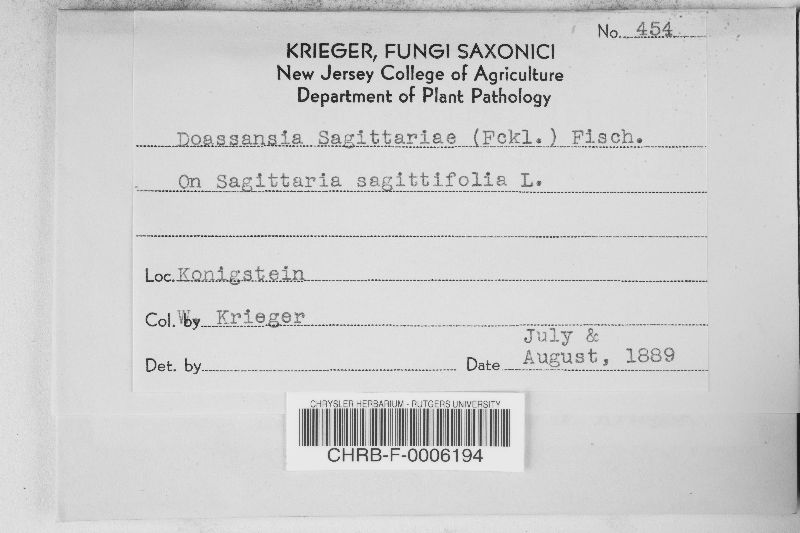 No. 454
KRIEGER, FUNGI SAXONICI
New Jersey College of Agriculture
Department of Plant Pathology
Doassansia Sagittariae (Fckl.) Fisch.
On Sagittaria sagittifolia L.
Loc. Konigstein
Col. by W. Krieger
July &
Det. by Date August, 1889
CHRYSLER HERBARIUM - RUTGERS UNIVERSITY
CHRB-F-0006194